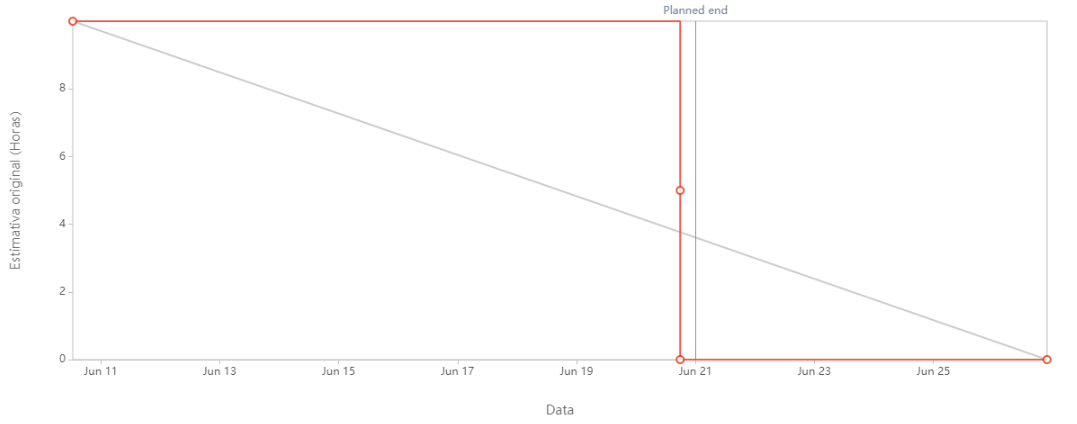 Planned end
8
6
4
2
0
Estimativa original (Horas)
Jun 11
Jun 13
Jun 15
Jun 17
Jun 19
Jun 21
Jun 23
Jun 25
Data